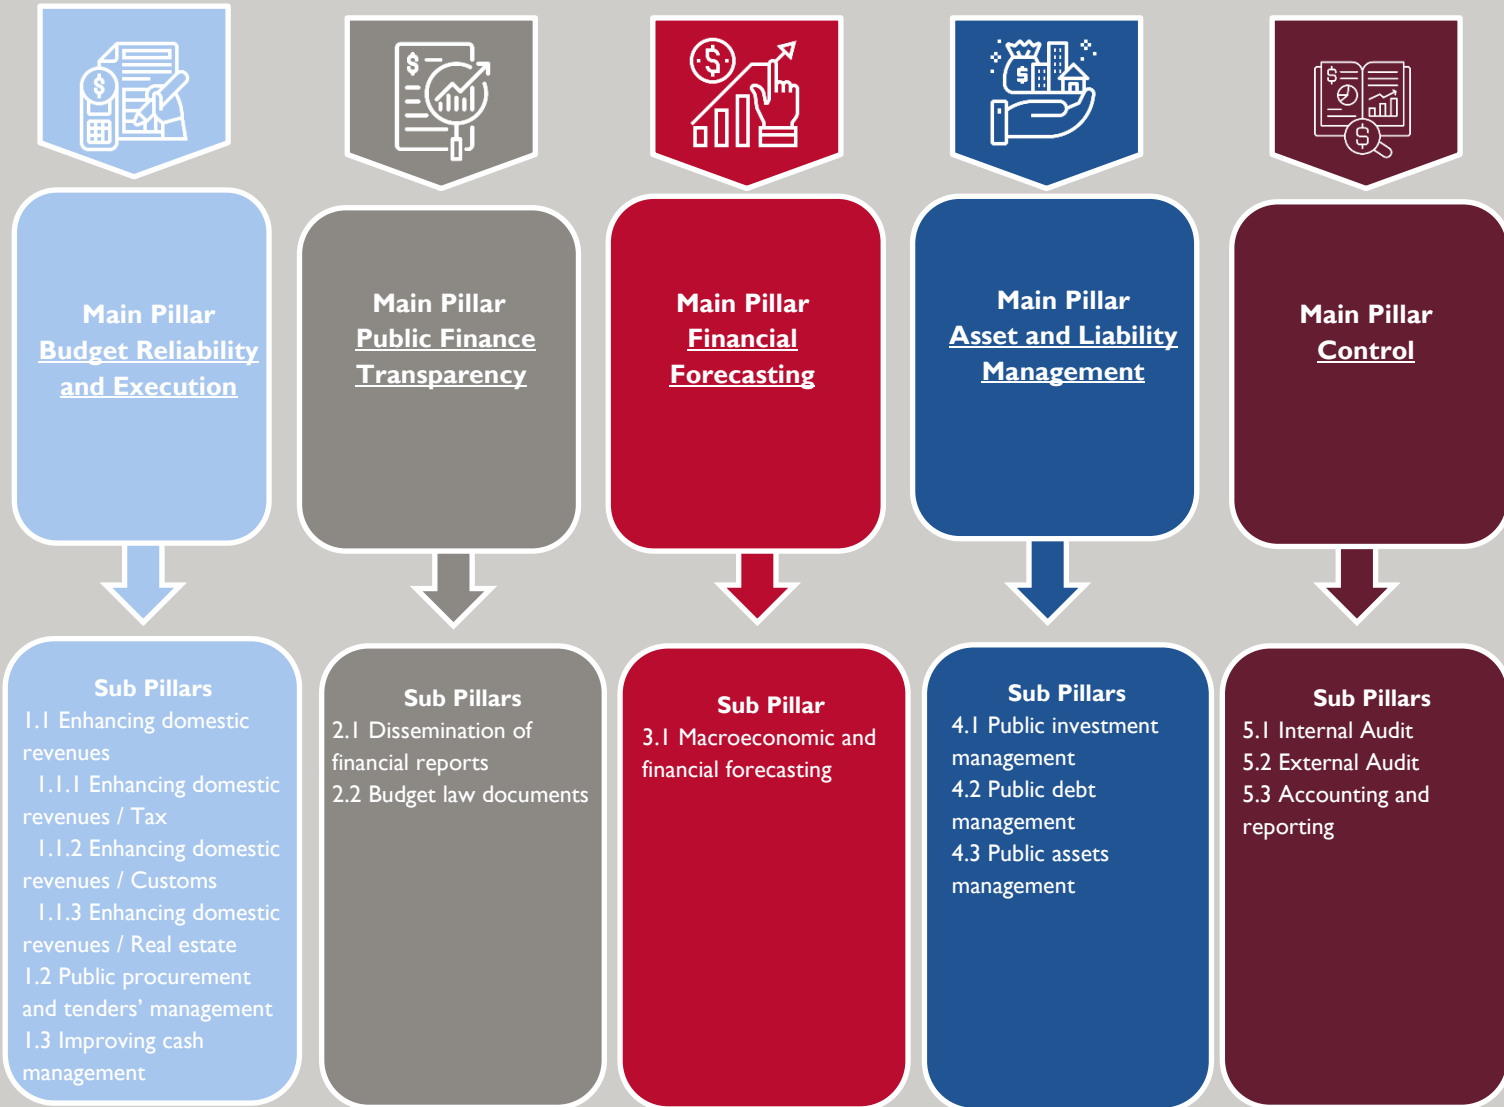 Main Pillar
Budget Reliability
and Execution
Main Pillar
Public Finance
Transparency
Main Pillar
Financial
Forecasting
Main Pillar
Asset and Liability
Management
Main Pillar
Control
Sub Pillars
1.1 Enhancing domestic
revenues
1.1.1 Enhancing domestic
revenues / Tax
1.1.2 Enhancing domestic
revenues / Customs
1.1.3 Enhancing domestic
revenues / Real estate
1.2 Public procurement
and tenders’ management
1.3 Improving cash
management
Sub Pillars
2.1 Dissemination of
financial reports
2.2 Budget law documents
Sub Pillar
3.1 Macroeconomic and
financial forecasting
Sub Pillars
4.1 Public investment
management
4.2 Public debt
management
4.3 Public assets
management
Sub Pillars
5.1 Internal Audit
5.2 External Audit
5.3 Accounting and
reporting